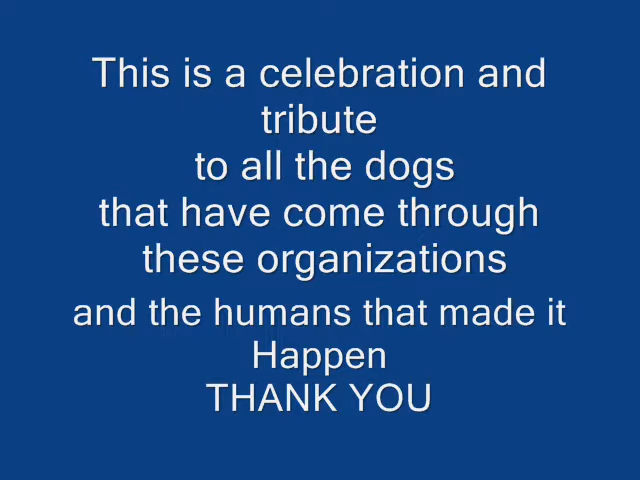 This is a celebration and
tribute
to all the dogs
that have come through
these organizations
and the humans that made it
Happen
THANK YOU